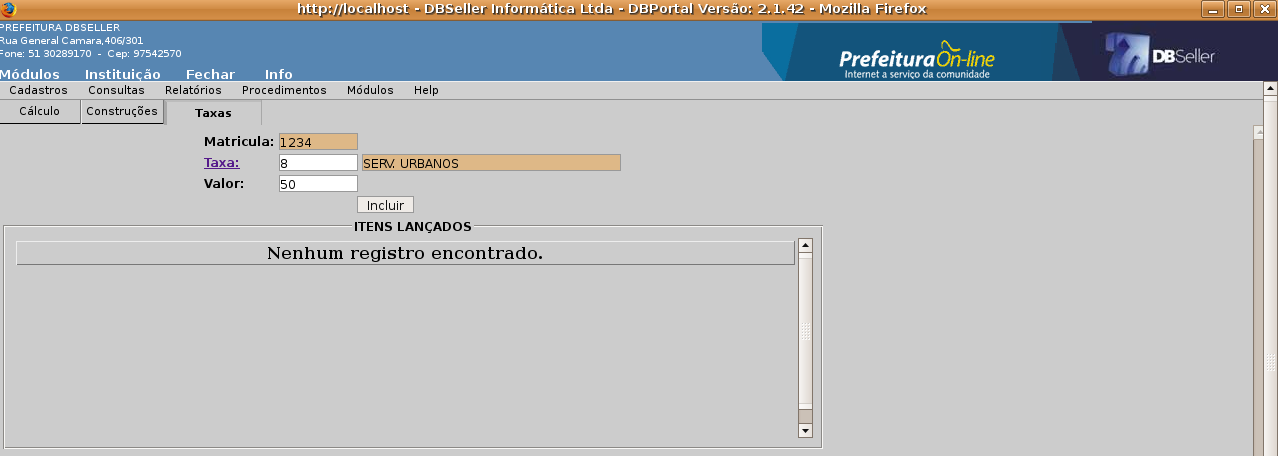 http://localhost - DBSeller Informática Ltda - DBPortal Versão: 2.1.42 - Mozilla Firefox
PREFEITURA DBSELLER
Rua General Camara,406/301
Fone: 51 30289170 - Cep: 97542570
Prefeitura On-line
Internet a serviço da comunidade
DBSeller
Módulos Instituição Fechar Info
Cadastros Consultas Relatórios Procedimentos Módulos Help
Cálculo Construções Taxas
Matricula: 1234
Taxa: 8 SERV. URBANOS
Valor: 50
Incluir
ITENS LANÇADOS
Nenhum registro encontrado.